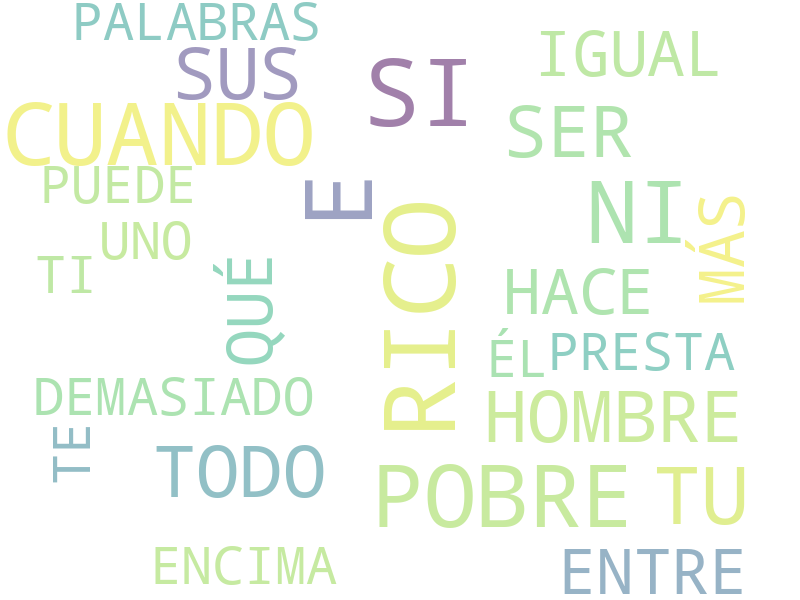 PALABRAS
SUS
SI
IGUAL
CUANDO
SER
PUEDE
E
NI
MÁS
UNO
TI
QUÉ
RICO
HACE
ÉL
PRESTA
DEMASIADO
HOMBRE
TE
TODO
POBRE
TU
ENCIMA
ENTRE